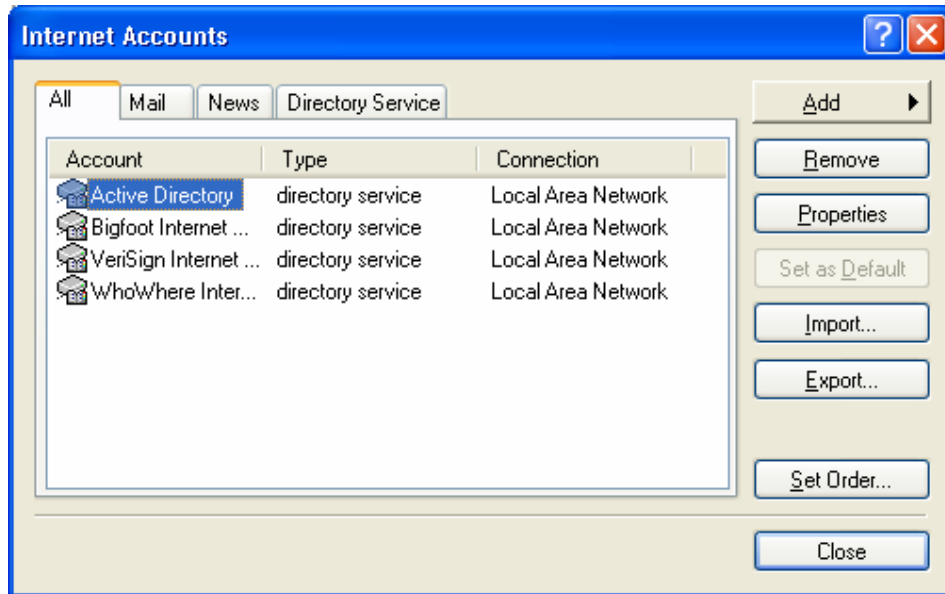 Internet Accounts
All Mail News Directory Service
Account Type Connection
Active Directory directory service Local Area Network
Bigfoot Internet ... directory service Local Area Network
VeriSign Internet ... directory service Local Area Network
WhoWhere Inter... directory service Local Area Network
Add
Remove
Properties
Set as Default
Import...
Export...
Set Order...
Close